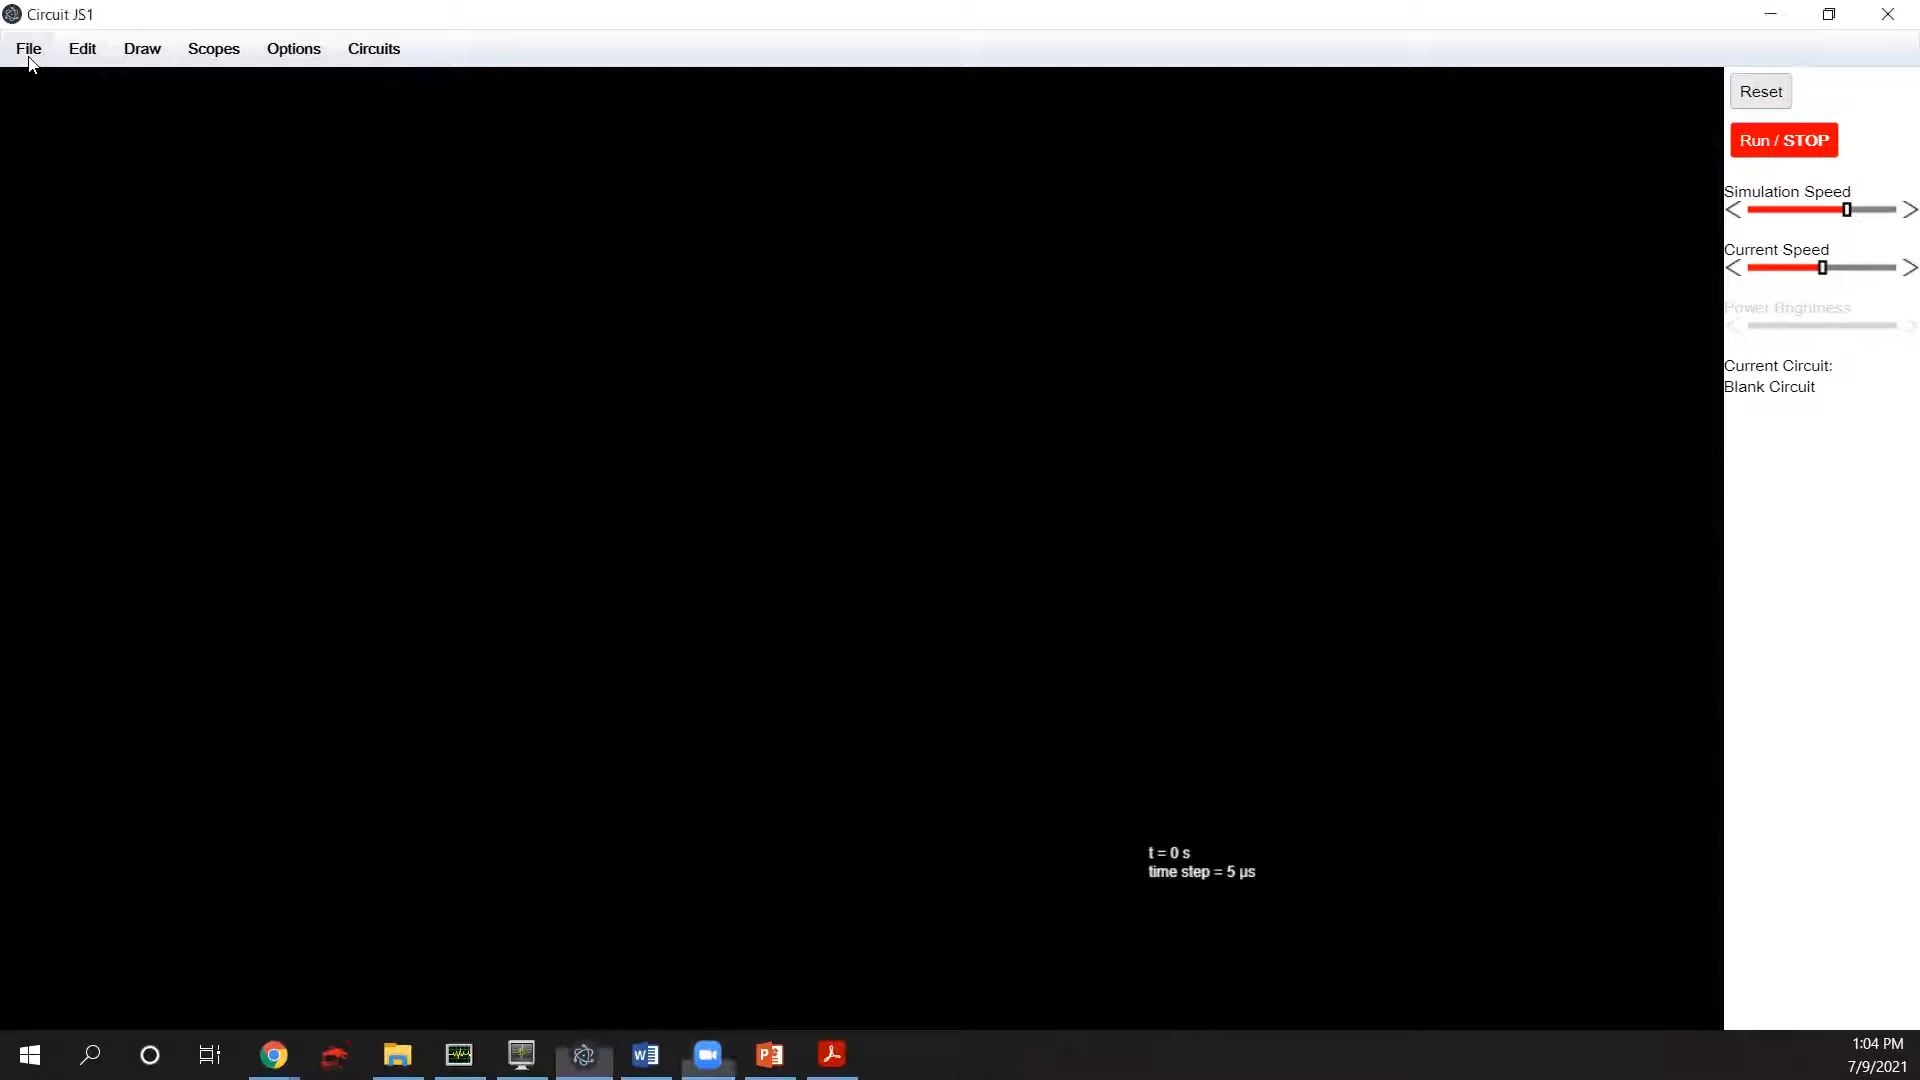 Circuit JS1
File Edit Draw Scopes Options Circuits
Reset
Run / STOP
Simulation Speed
Current Speed
Power Brightness
Current Circuit:
Blank Circuit
t = 0 s
time step = 5 µs
1:04 PM
7/9/2021